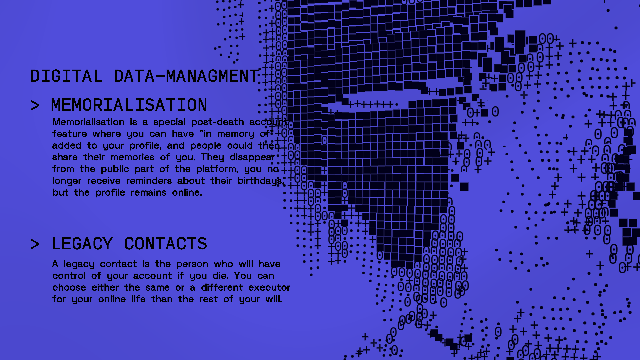 DIGITAL DATA-MANAGMENT
> MEMORIALISATION
Memorialisation is a special post-death account
feature where you can have "in memory of"
added to your profile, and people could then
share their memories of you. They disappear
from the public part of the platform, you no
longer receive reminders about their birthdays,
but the profile remains online.
> LEGACY CONTACTS
A legacy contact is the person who will have
control of your account if you die. You can
choose either the same or a different executor
for your online life than the rest of your will.